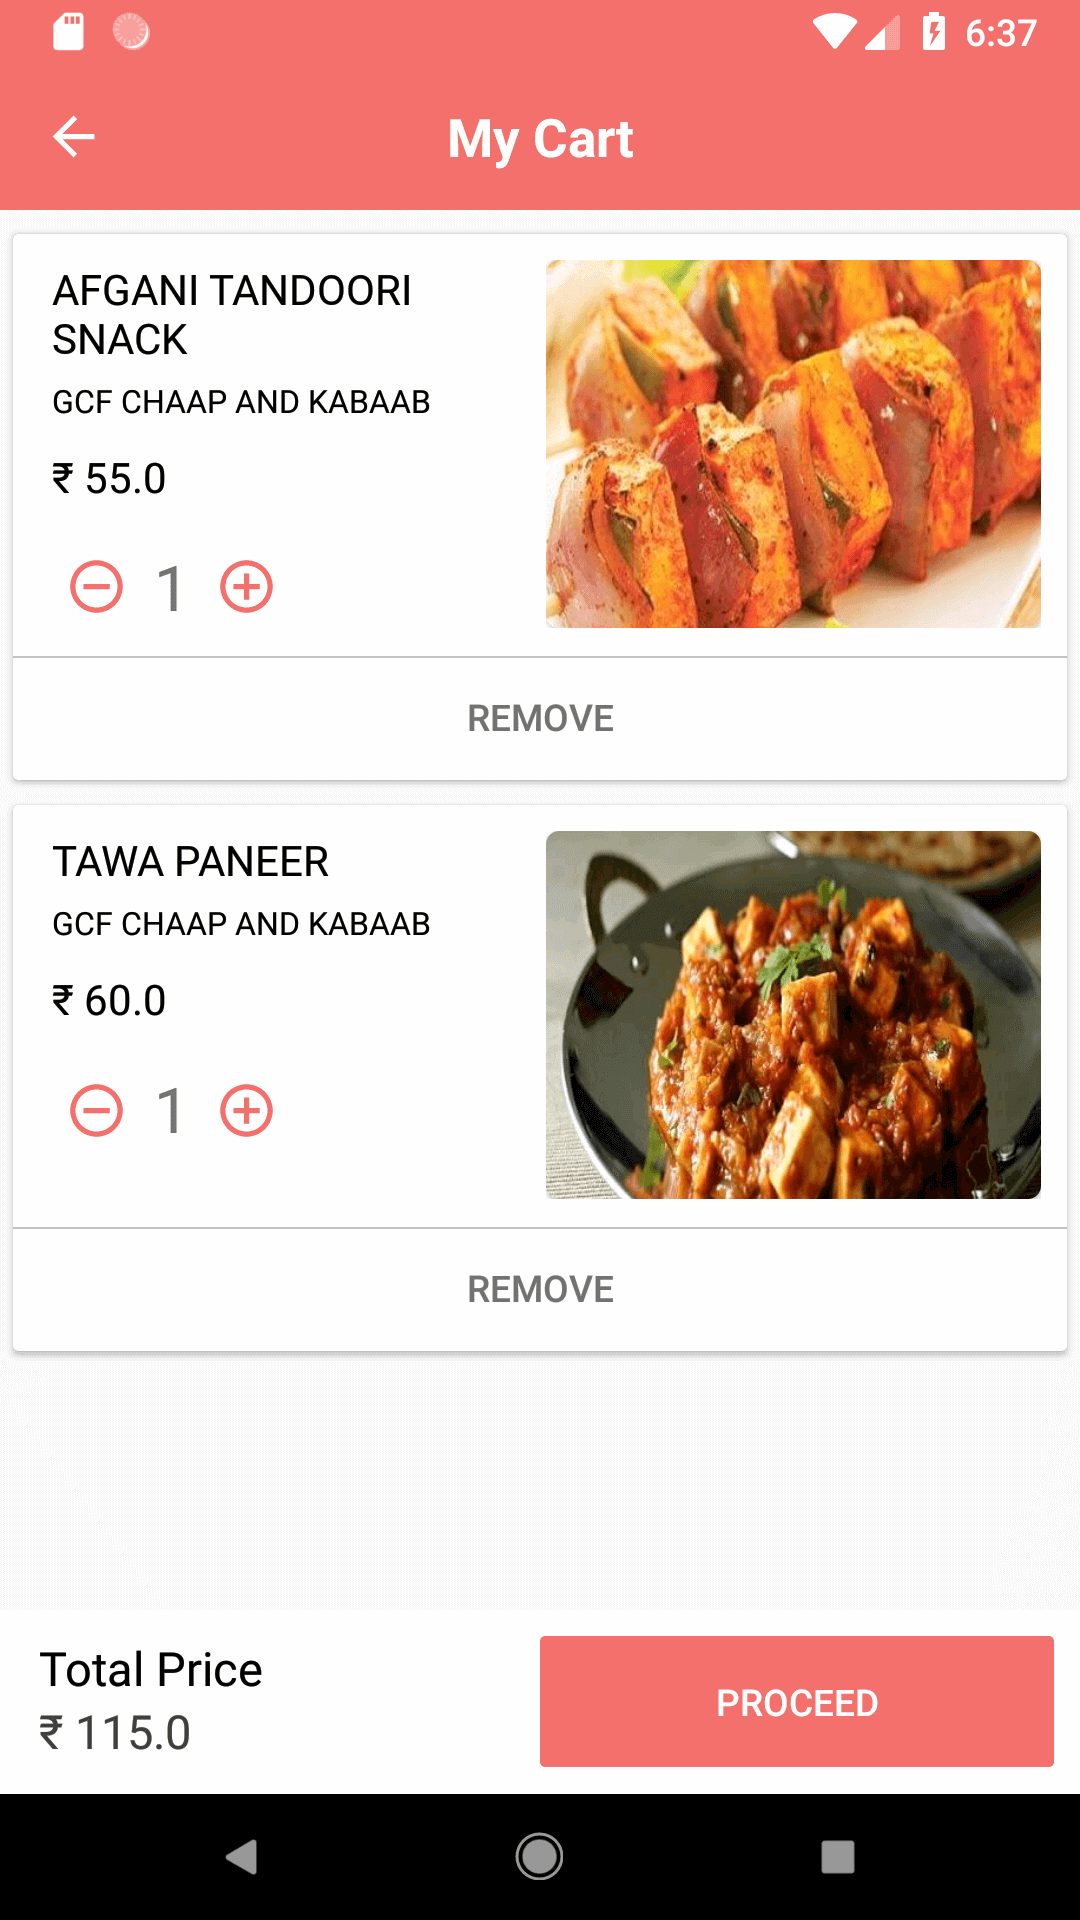 6:37
My Cart
AFGANI TANDOORI
SNACK
GCF CHAAP AND KABAAB
₹ 55.0
1
REMOVE
TAWA PANEER
GCF CHAAP AND KABAAB
₹ 60.0
1
REMOVE
Total Price
₹ 115.0
PROCEED